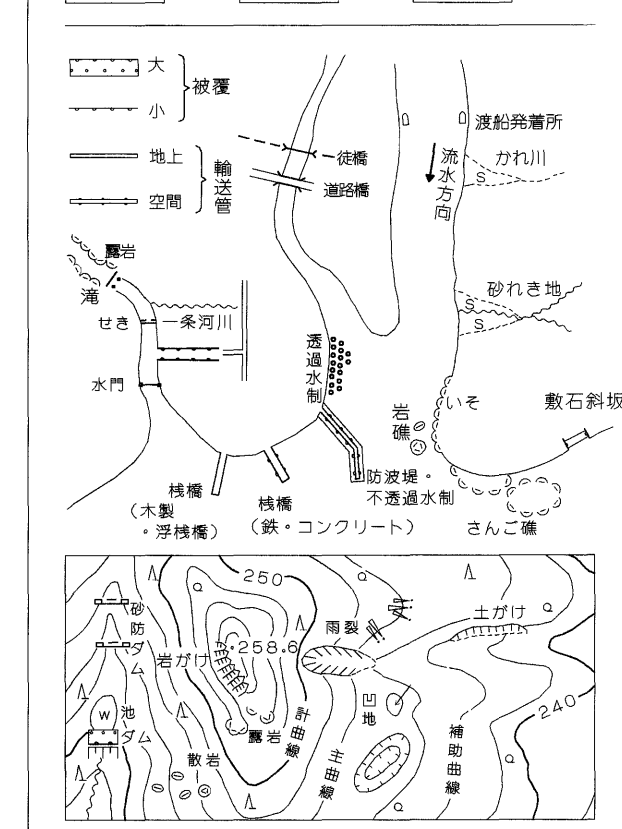 大
小
被覆
地上
空間
輸送管
徒橋
道路橋
流水方向
渡船発着所
かれ川
S
砂れき地
S
S
露岩
滝
せき
一条河川
水門
透過水制
岩礁
いそ
敷石斜坂
桟橋
(木製
・浮桟橋)
桟橋
(鉄・コンクリート)
防波堤・
不透過水制
さんご礁
250
砂防ダム
岩がけ
・258.6
雨裂
土がけ
W
池
ダム
散岩
露岩
計曲線
主曲線
凹地
補助曲線
240